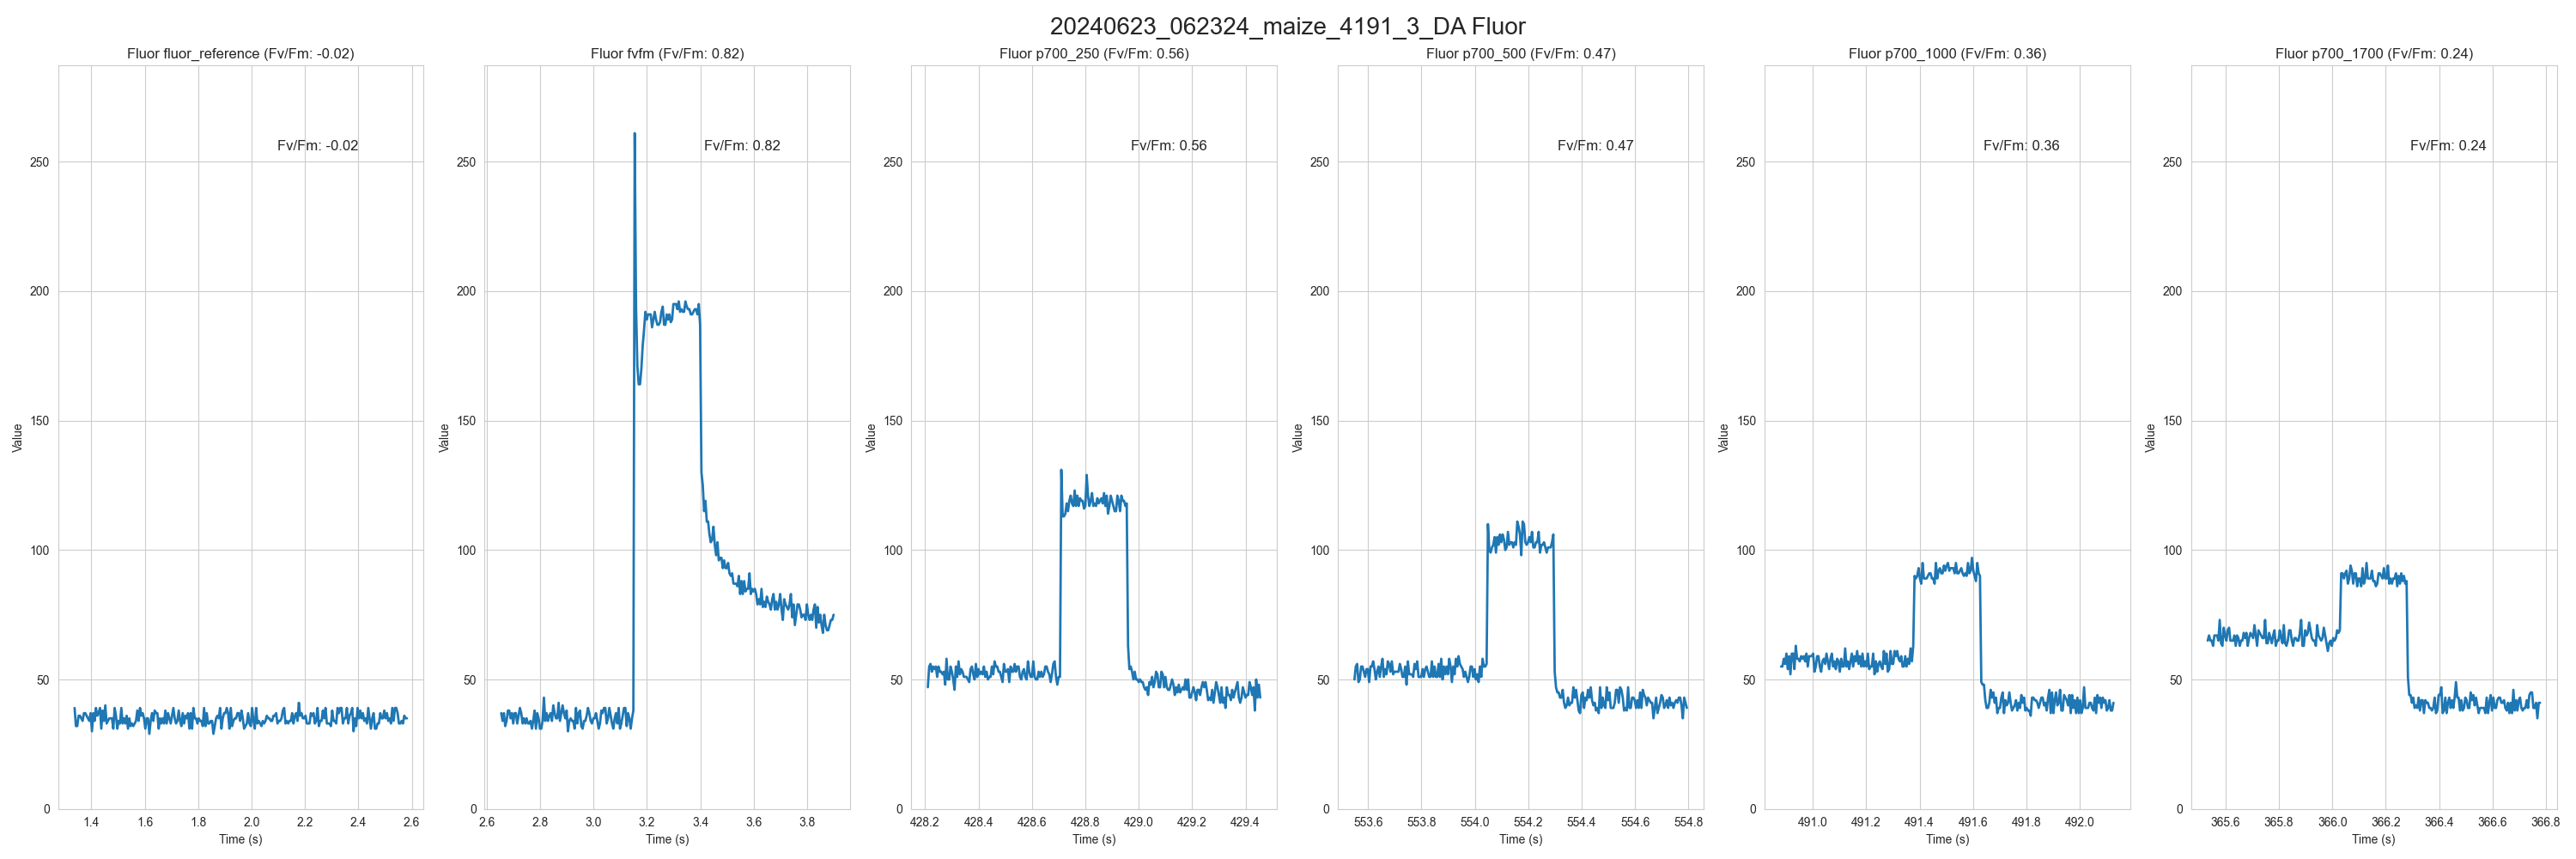 20240623_062324_maize_4191_3_DA Fluor
Fluor fluor_reference (Fv/Fm: -0.02)
Fv/Fm: -0.02
250
200
150
100
50
0
Value
1.4 1.6 1.8 2.0 2.2 2.4 2.6
Time (s)
Fluor fvfm (Fv/Fm: 0.82)
Fv/Fm: 0.82
250
200
150
100
50
0
Value
2.6 2.8 3.0 3.2 3.4 3.6 3.8
Time (s)
Fluor p700_250 (Fv/Fm: 0.56)
Fv/Fm: 0.56
250
200
150
100
50
0
Value
428.2 428.4 428.6 428.8 429.0 429.2 429.4
Time (s)
Fluor p700_500 (Fv/Fm: 0.47)
Fv/Fm: 0.47
250
200
150
100
50
0
Value
553.6 553.8 554.0 554.2 554.4 554.6 554.8
Time (s)
Fluor p700_1000 (Fv/Fm: 0.36)
Fv/Fm: 0.36
250
200
150
100
50
0
Value
491.0 491.2 491.4 491.6 491.8 492.0
Time (s)
Fluor p700_1700 (Fv/Fm: 0.24)
Fv/Fm: 0.24
250
200
150
100
50
0
Value
365.6 365.8 366.0 366.2 366.4 366.6 366.8
Time (s)